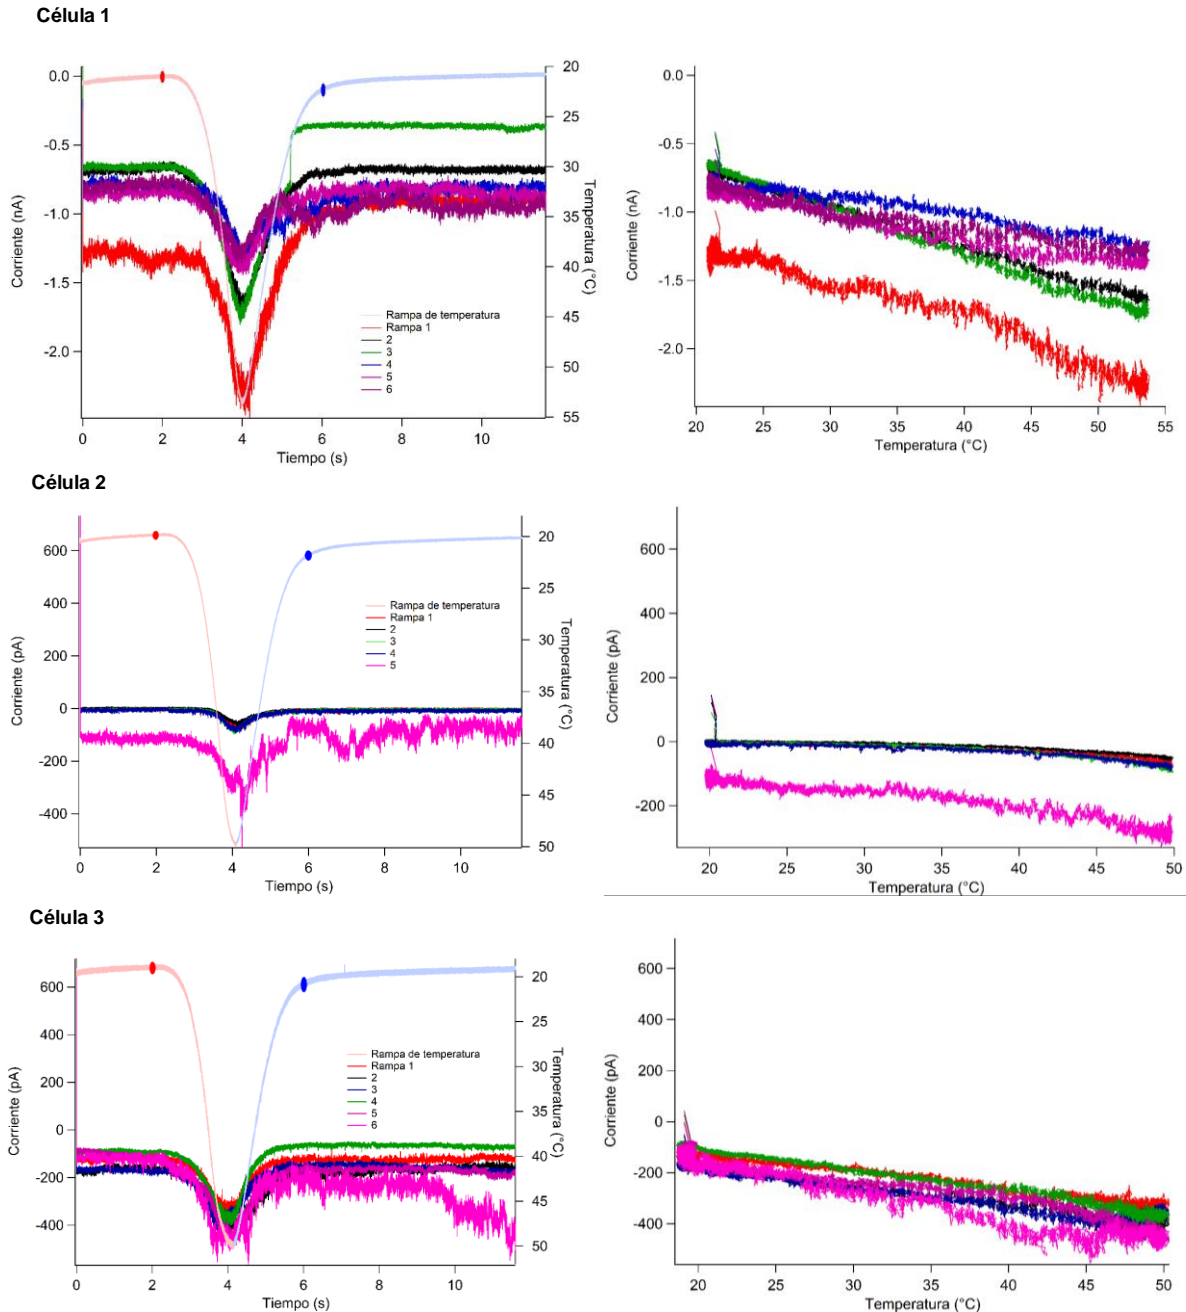 Célula 1
0.0
-0.5
-1.0
-1.5
-2.0
Corriente (nA)
20
25
30
35
40
45
50
55
Temperatura (°C)
Rampa de temperatura
Rampa 1
2
3
4
5
6
0 2 4 6 8 10
Tiempo (s)
0.0
-0.5
-1.0
-1.5
-2.0
Corriente (nA)
20 25 30 35 40 45 50 55
Temperatura (°C)
Célula 2
600
400
200
0
-200
-400
Corriente (pA)
20
25
30
35
40
45
50
Temperatura (°C)
Rampa de temperatura
Rampa 1
2
3
4
5
0 2 4 6 8 10
Tiempo (s)
600
400
200
0
-200
Corriente (pA)
20 25 30 35 40 45 50
Temperatura (°C)
Célula 3
600
400
200
0
-200
-400
Corriente (pA)
20
25
30
35
40
45
50
Temperatura (°C)
Rampa de temperatura
Rampa 1
2
3
4
5
6
0 2 4 6 8 10
Tiempo (s)
600
400
200
0
-200
-400
Corriente (pA)
20 25 30 35 40 45 50
Temperatura (°C)